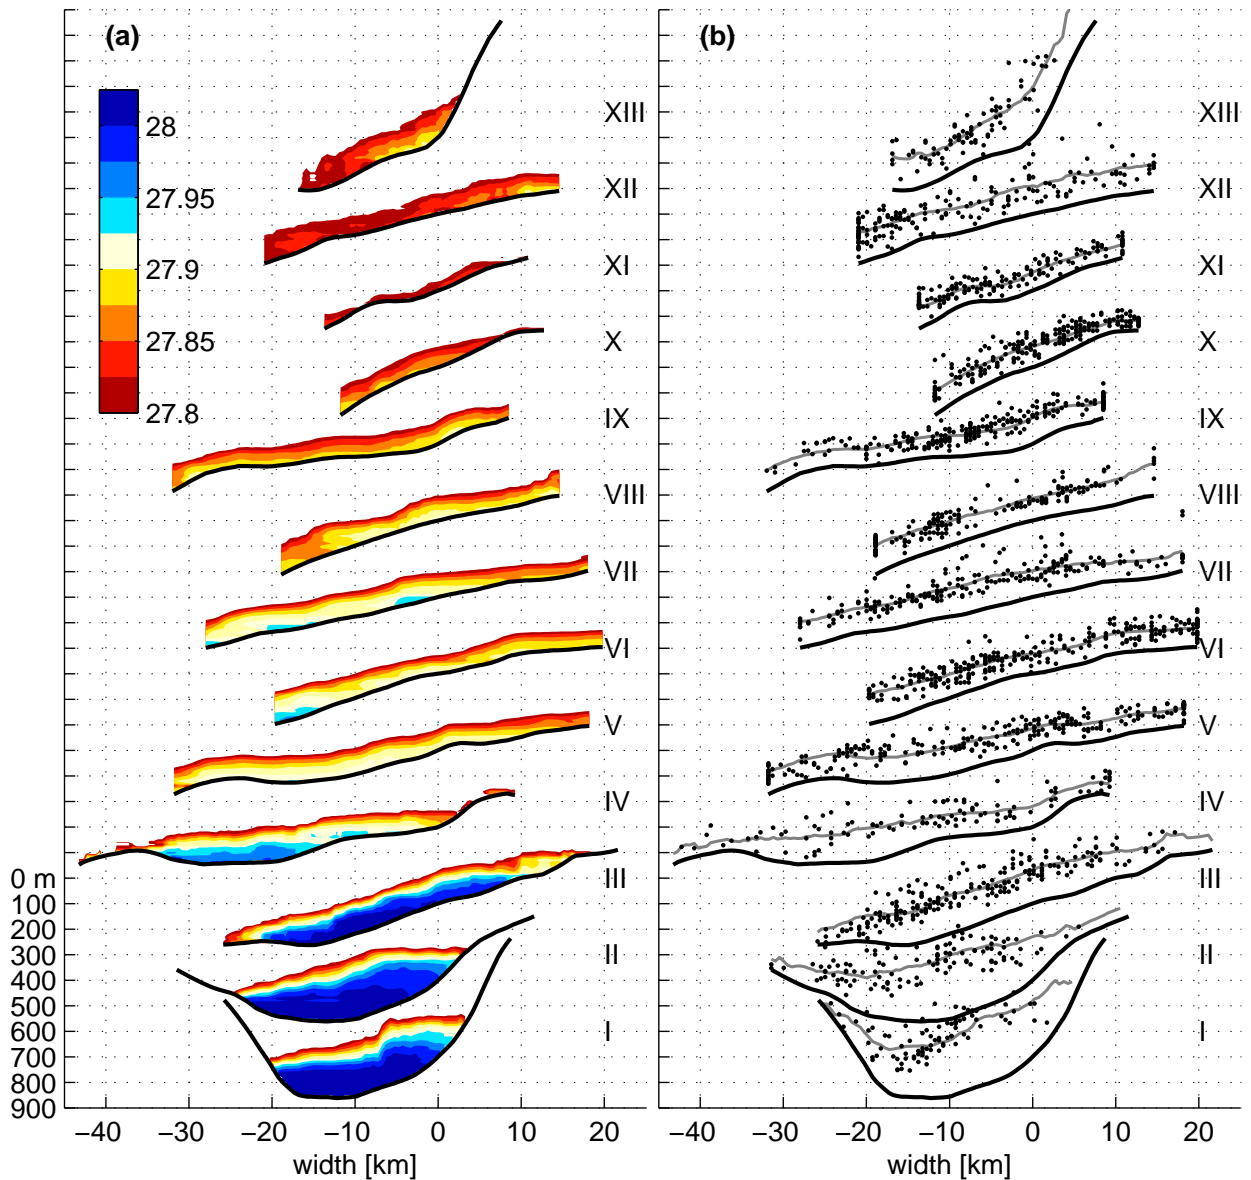 (a)
28
27.95
27.9
27.85
27.8
XIII
XII
XI
X
IX
VIII
VII
VI
V
IV
III
II
I
0 m
100
200
300
400
500
600
700
800
900
−40 −30 −20 −10 0 10 20
width [km]
(b)
XIII
XII
XI
X
IX
VIII
VII
VI
V
IV
III
II
I
−40 −30 −20 −10 0 10 20
width [km]